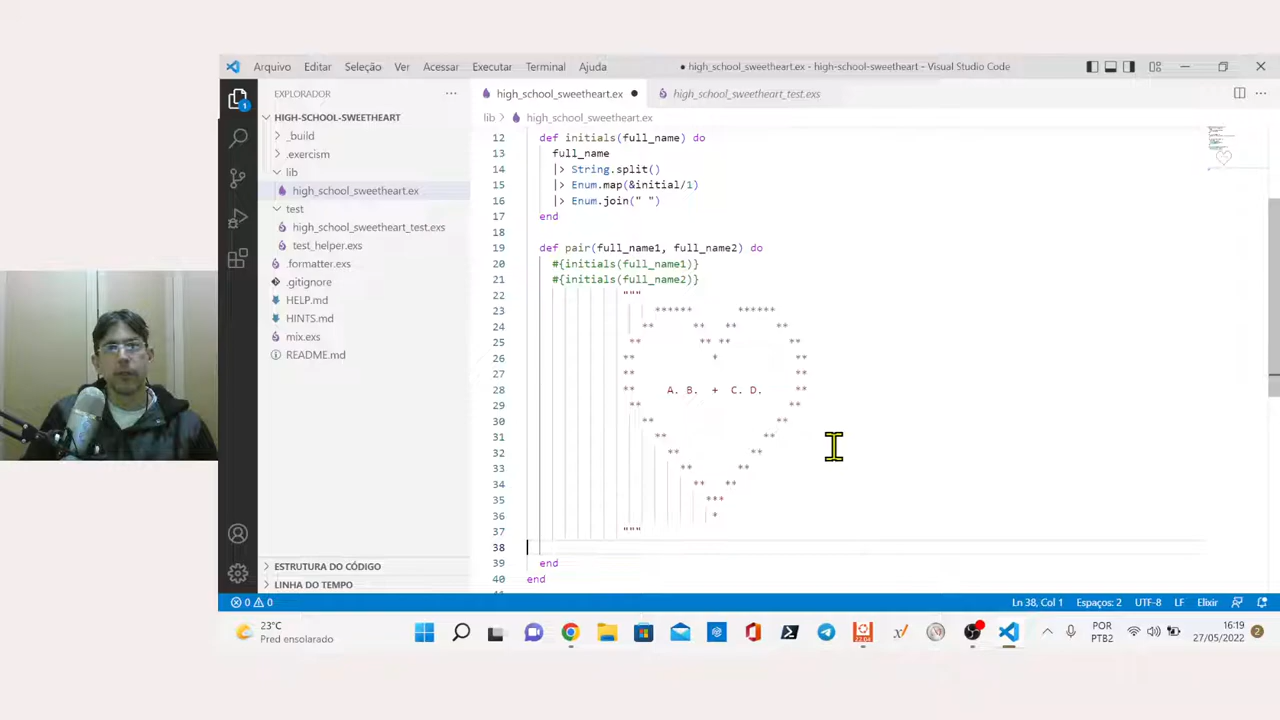 Arquivo Editar Seleção Ver Acessar Executar Terminal Ajuda
● high_school_sweetheart.ex - high-school-sweetheart - Visual Studio Code
EXPLORADOR
high_school_sweetheart.ex ●
high_school_sweetheart_test.exs
HIGH-SCHOOL-SWEETHEART
lib > high_school_sweetheart.ex
_build
.exercism
lib
high_school_sweetheart.ex
test
high_school_sweetheart_test.exs
test_helper.exs
.formatter.exs
.gitignore
HELP.md
HINTS.md
mix.exs
README.md
ESTRUTURA DO CÓDIGO
LINHA DO TEMPO
1
12 def initials(full_name) do
13 full_name
14 |> String.split()
15 |> Enum.map(&initial/1)
16 |> Enum.join(" ")
17 end
18
19 def pair(full_name1, full_name2) do
20 #{initials(full_name1)}
21 #{initials(full_name2)}
22 """
23 ****** ******
24 ** ** ** **
25 ** ** ** **
26 ** * **
27 ** **
28 ** A. B. + C. D. **
29 ** **
30 ** **
31 ** **
32 ** **
33 ** **
34 ** **
35 ***
36 *
37 """
38
39 end
40 end
0 0
Ln 38, Col 1 Espaços: 2 UTF-8 LF Elixir
23°C
Pred ensolarado
POR
PTB2
16:19
27/05/2022
2